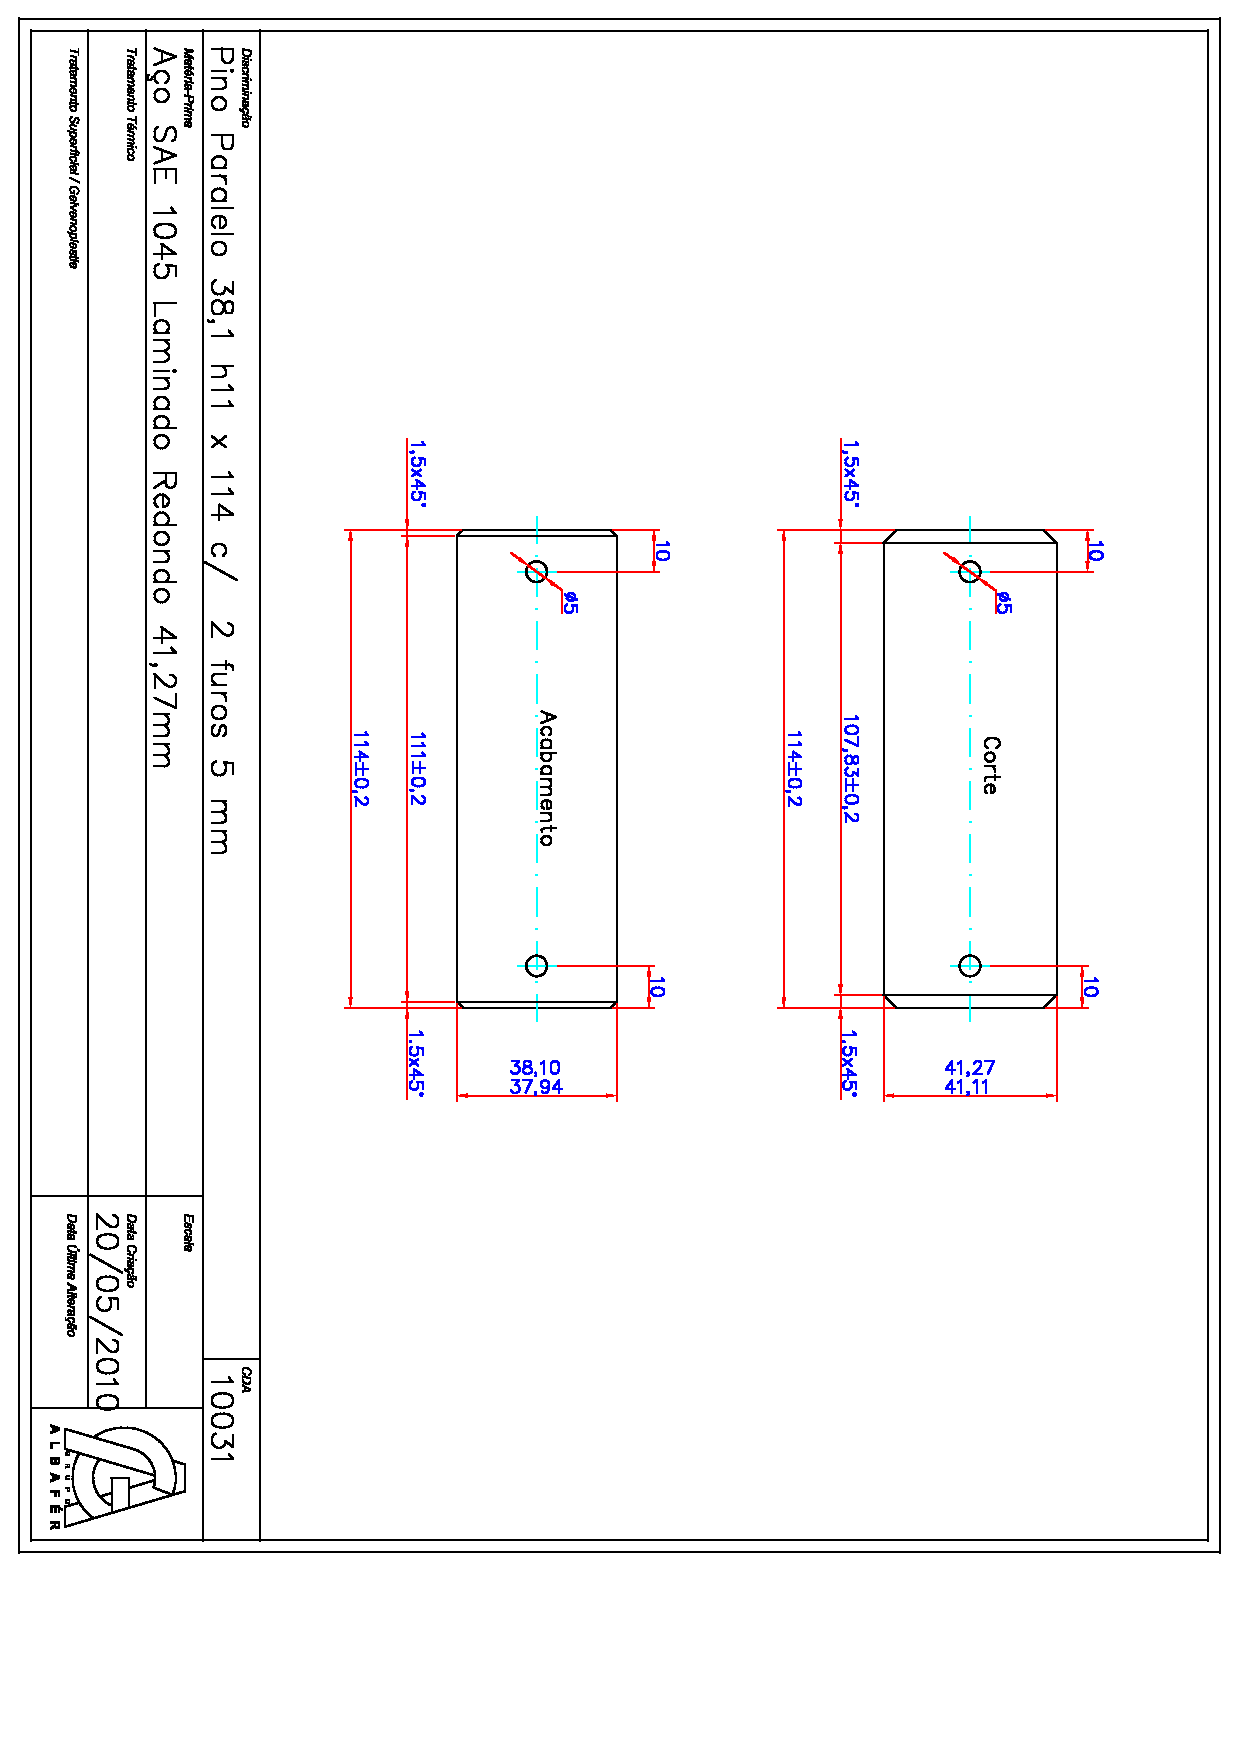 1,5x45°
10
ø5
Corte
107,83±0,2
114±0,2
10
1,5x45°
41,27
41,11
1,5x45°
10
ø5
Acabamento
111±0,2
114±0,2
10
1,5x45°
38,10
37,94
Discriminação
Pino Paralelo 38,1 h11 x 114 c/ 2 furos 5 mm
CDA
10031
Matéria-Prima
Aço SAE 1045 Laminado Redondo 41,27mm
Escala
Tratamento Térmico
Data Criação
20/05/2010
Tratamento Superficial / Galvanoplastia
Data Última Alteração
GRUPO
ALBAFÉR